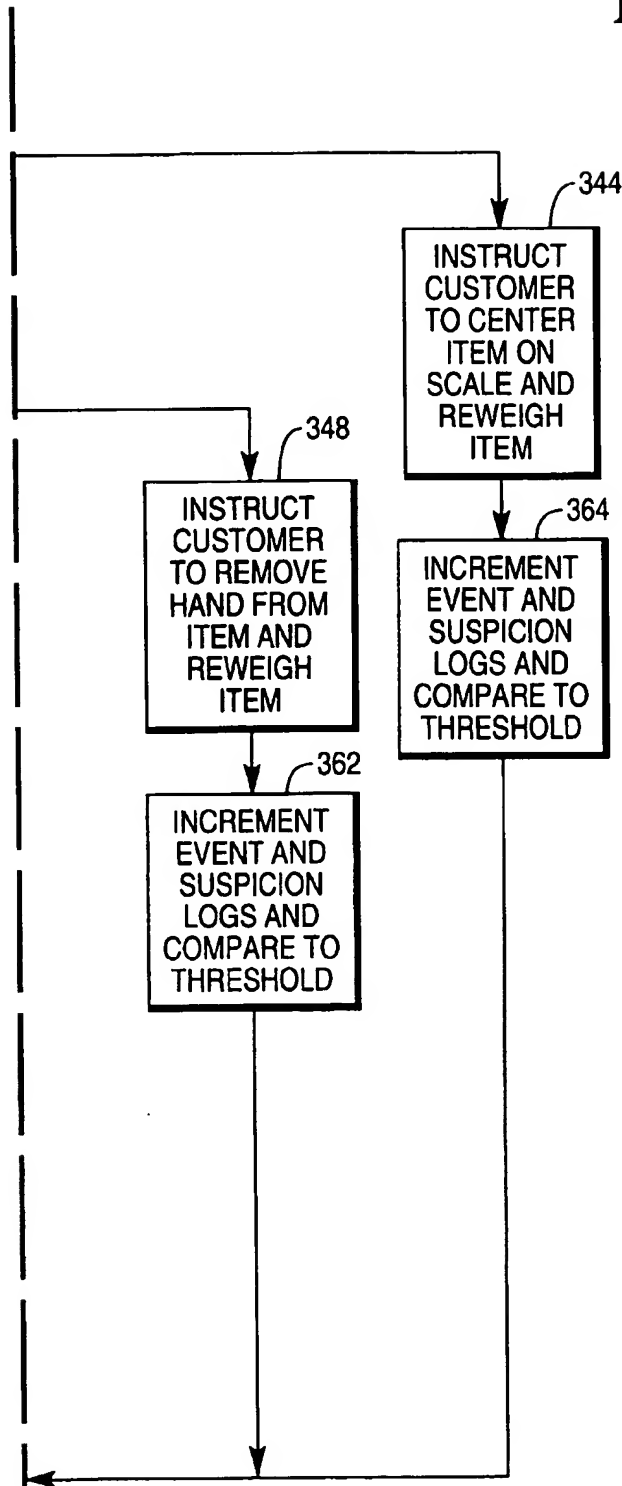 344
INSTRUCT
CUSTOMER
TO CENTER
ITEM ON
SCALE AND
REWEIGH
ITEM
348
INSTRUCT
CUSTOMER
TO REMOVE
HAND FROM
ITEM AND
REWEIGH
ITEM
364
INCREMENT
EVENT AND
SUSPICION
LOGS AND
COMPARE TO
THRESHOLD
362
INCREMENT
EVENT AND
SUSPICION
LOGS AND
COMPARE TO
THRESHOLD